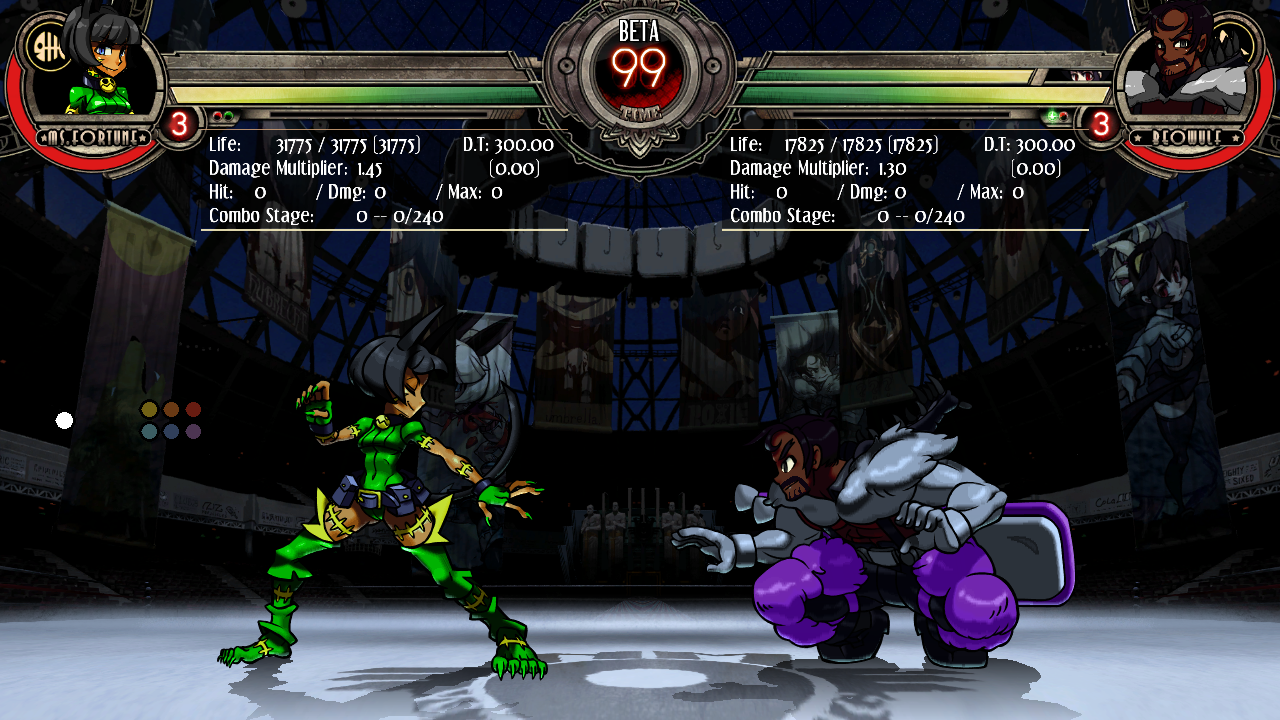 BETA
99
TIME
MS.FORTUNE
3
3
BEOWULF
Life: 31775 / 31775 (31775) D.T: 300.00
Damage Multiplier: 1.45 (0.00)
Hit: 0 / Dmg: 0 / Max: 0
Combo Stage: 0 -- 0/240
Life: 17825 / 17825 (17825) D.T: 300.00
Damage Multiplier: 1.30 (0.00)
Hit: 0 / Dmg: 0 / Max: 0
Combo Stage: 0 -- 0/240